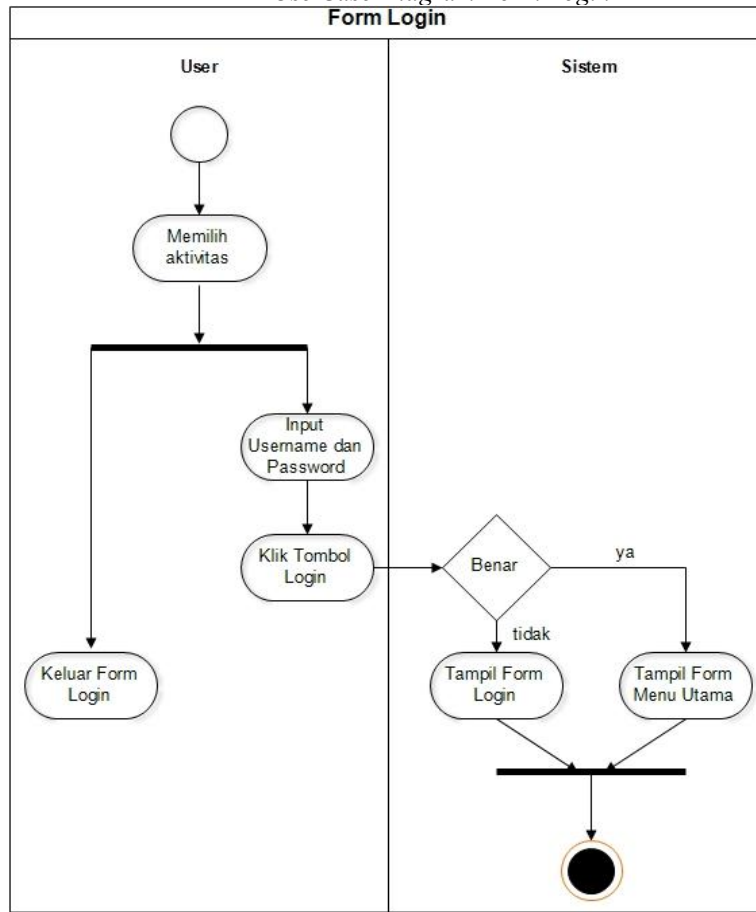 Form Login
User
Sistem
Memilih
aktivitas
Input
Username dan
Password
Klik Tombol
Login
Benar
ya
tidak
Keluar Form
Login
Tampil Form
Login
Tampil Form
Menu Utama